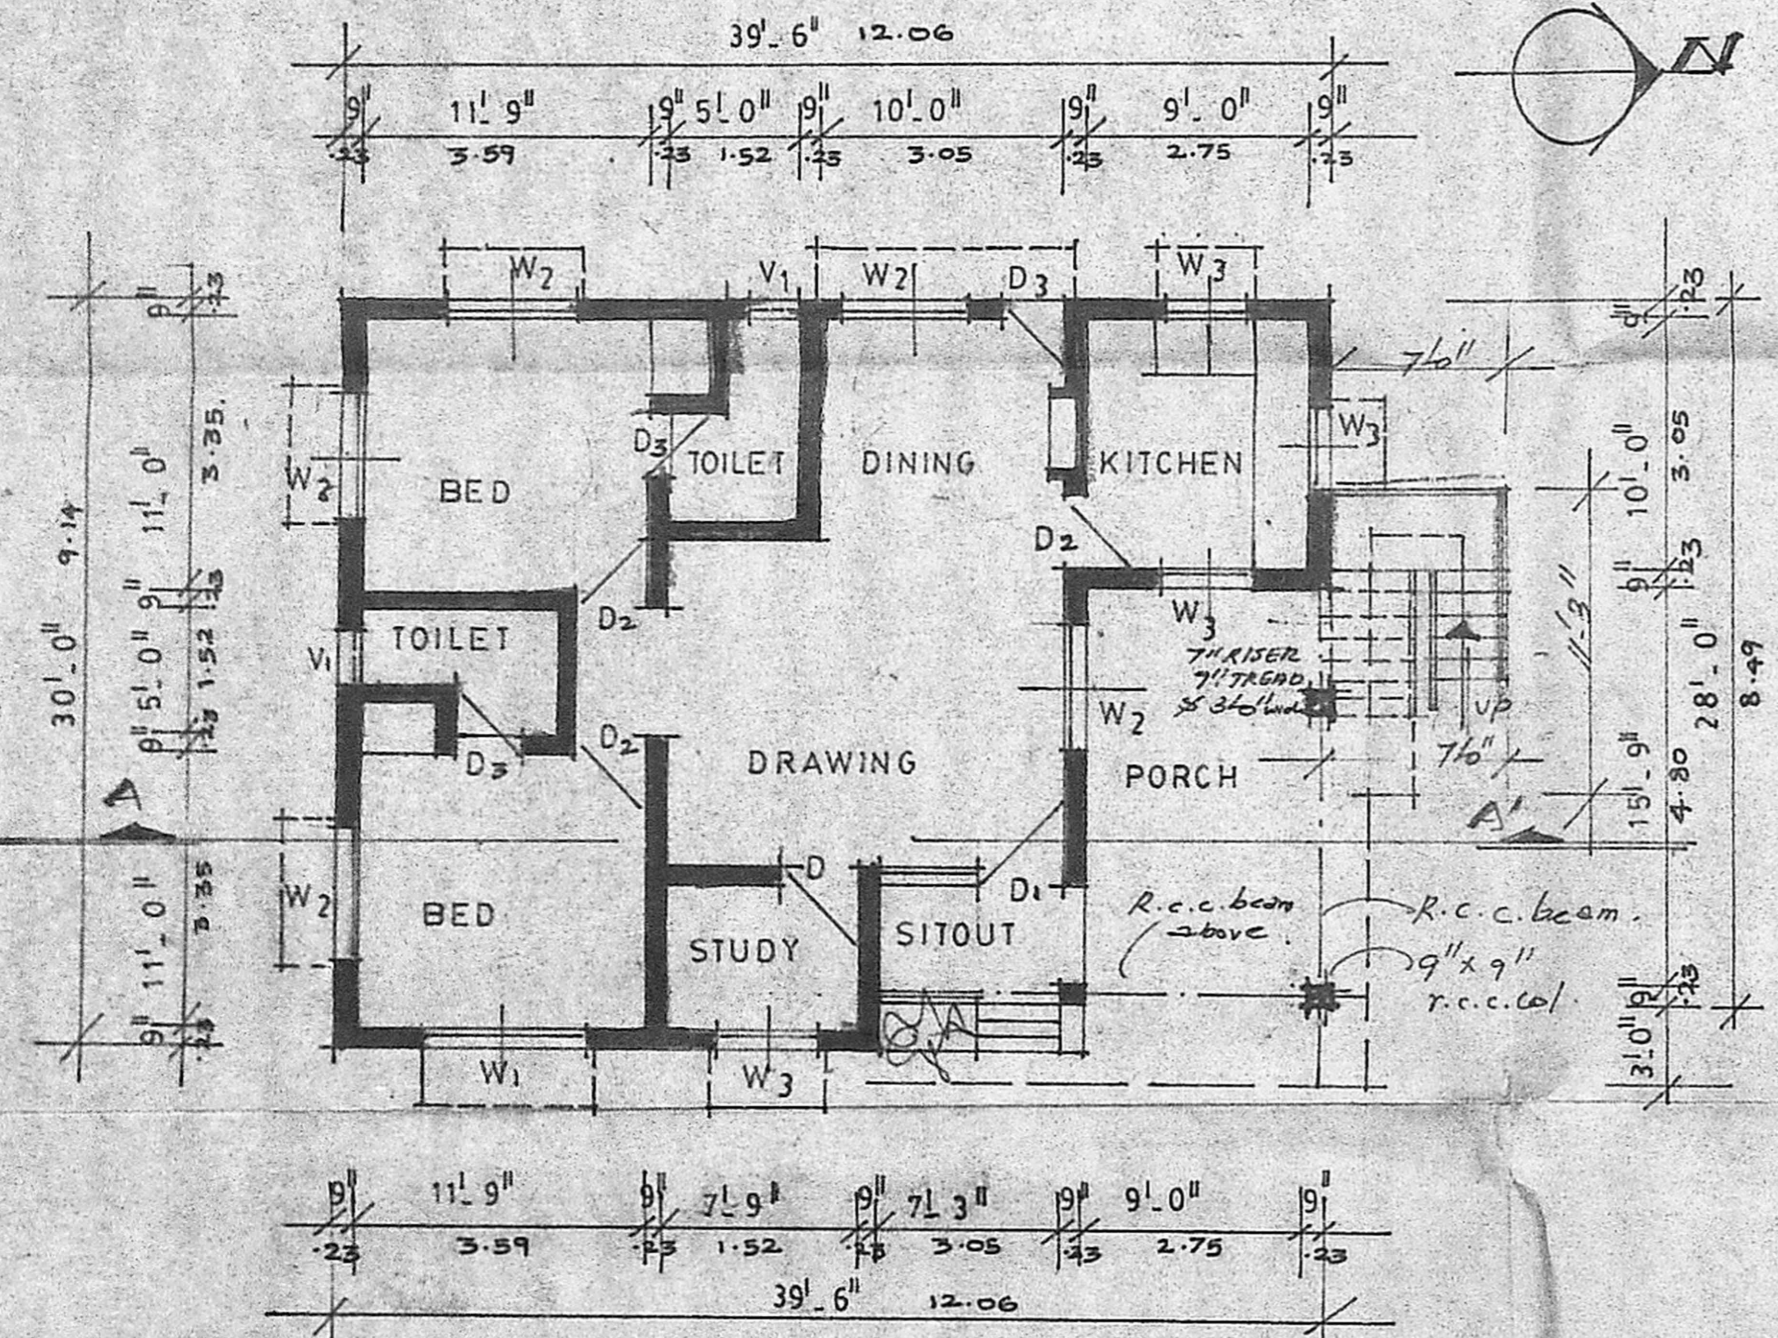 39'-6" 12.06
N
9" 11'-9" 9" 5'-0" 9" 10'-0" 9" 9'-0" 9"
.23 3.59 .23 1.52 .23 3.05 .23 2.75 .23
W2 V1 W2 D3 W3
9" .23
9" .23
7'-0"
W2
BED
D3
TOILET
DINING
KITCHEN
W3
11'-0" 3.35.
10'-0" 3.05
30'-0" 9.14
D2
9" .23
9" .23
TOILET
V1
D2
W3
7" RISER
9" TREAD
11'-3"
5'-0" 1.52
28'-0" 8.49
W2
UP
D2
D3
DRAWING
PORCH
7'-0"
9" .23
15'-9" 4.80
A
A'
W2
BED
D
D1
STUDY
SITOUT
R.c.c. beam
above.
R.c.c. beam.
9" x 9"
r.c.c. col.
11'-0" 3.35
9" .23
9" .23
3'-0"
W1
W3
9" 11'-9" 9" 7'-9" 9" 7'-3" 9" 9'-0" 9"
.23 3.59 .23 1.52 .23 3.05 .23 2.75 .23
39'-6" 12.06